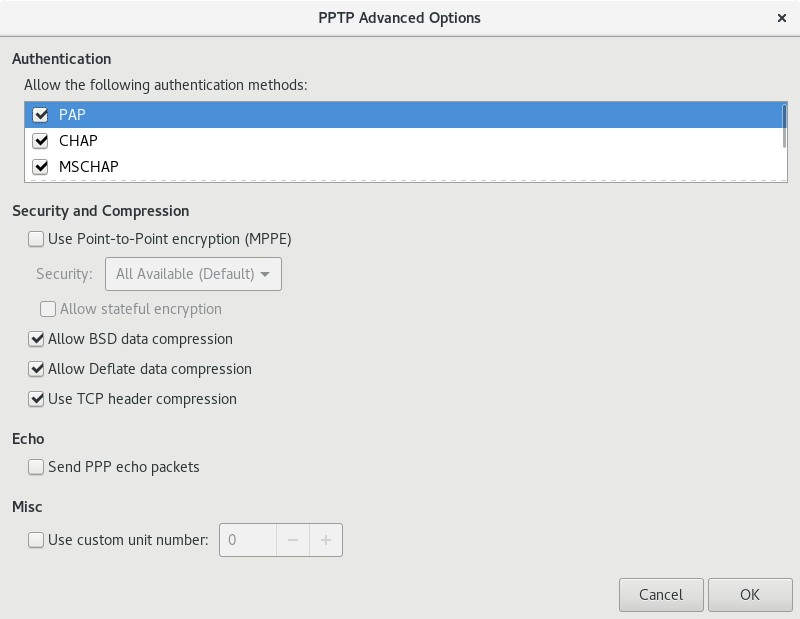 PPTP Advanced Options
Authentication
Allow the following authentication methods:
PAP
CHAP
MSCHAP
Security and Compression
Use Point-to-Point encryption (MPPE)
Security: All Available (Default)
Allow stateful encryption
Allow BSD data compression
Allow Deflate data compression
Use TCP header compression
Echo
Send PPP echo packets
Misc
Use custom unit number: 0
Cancel OK